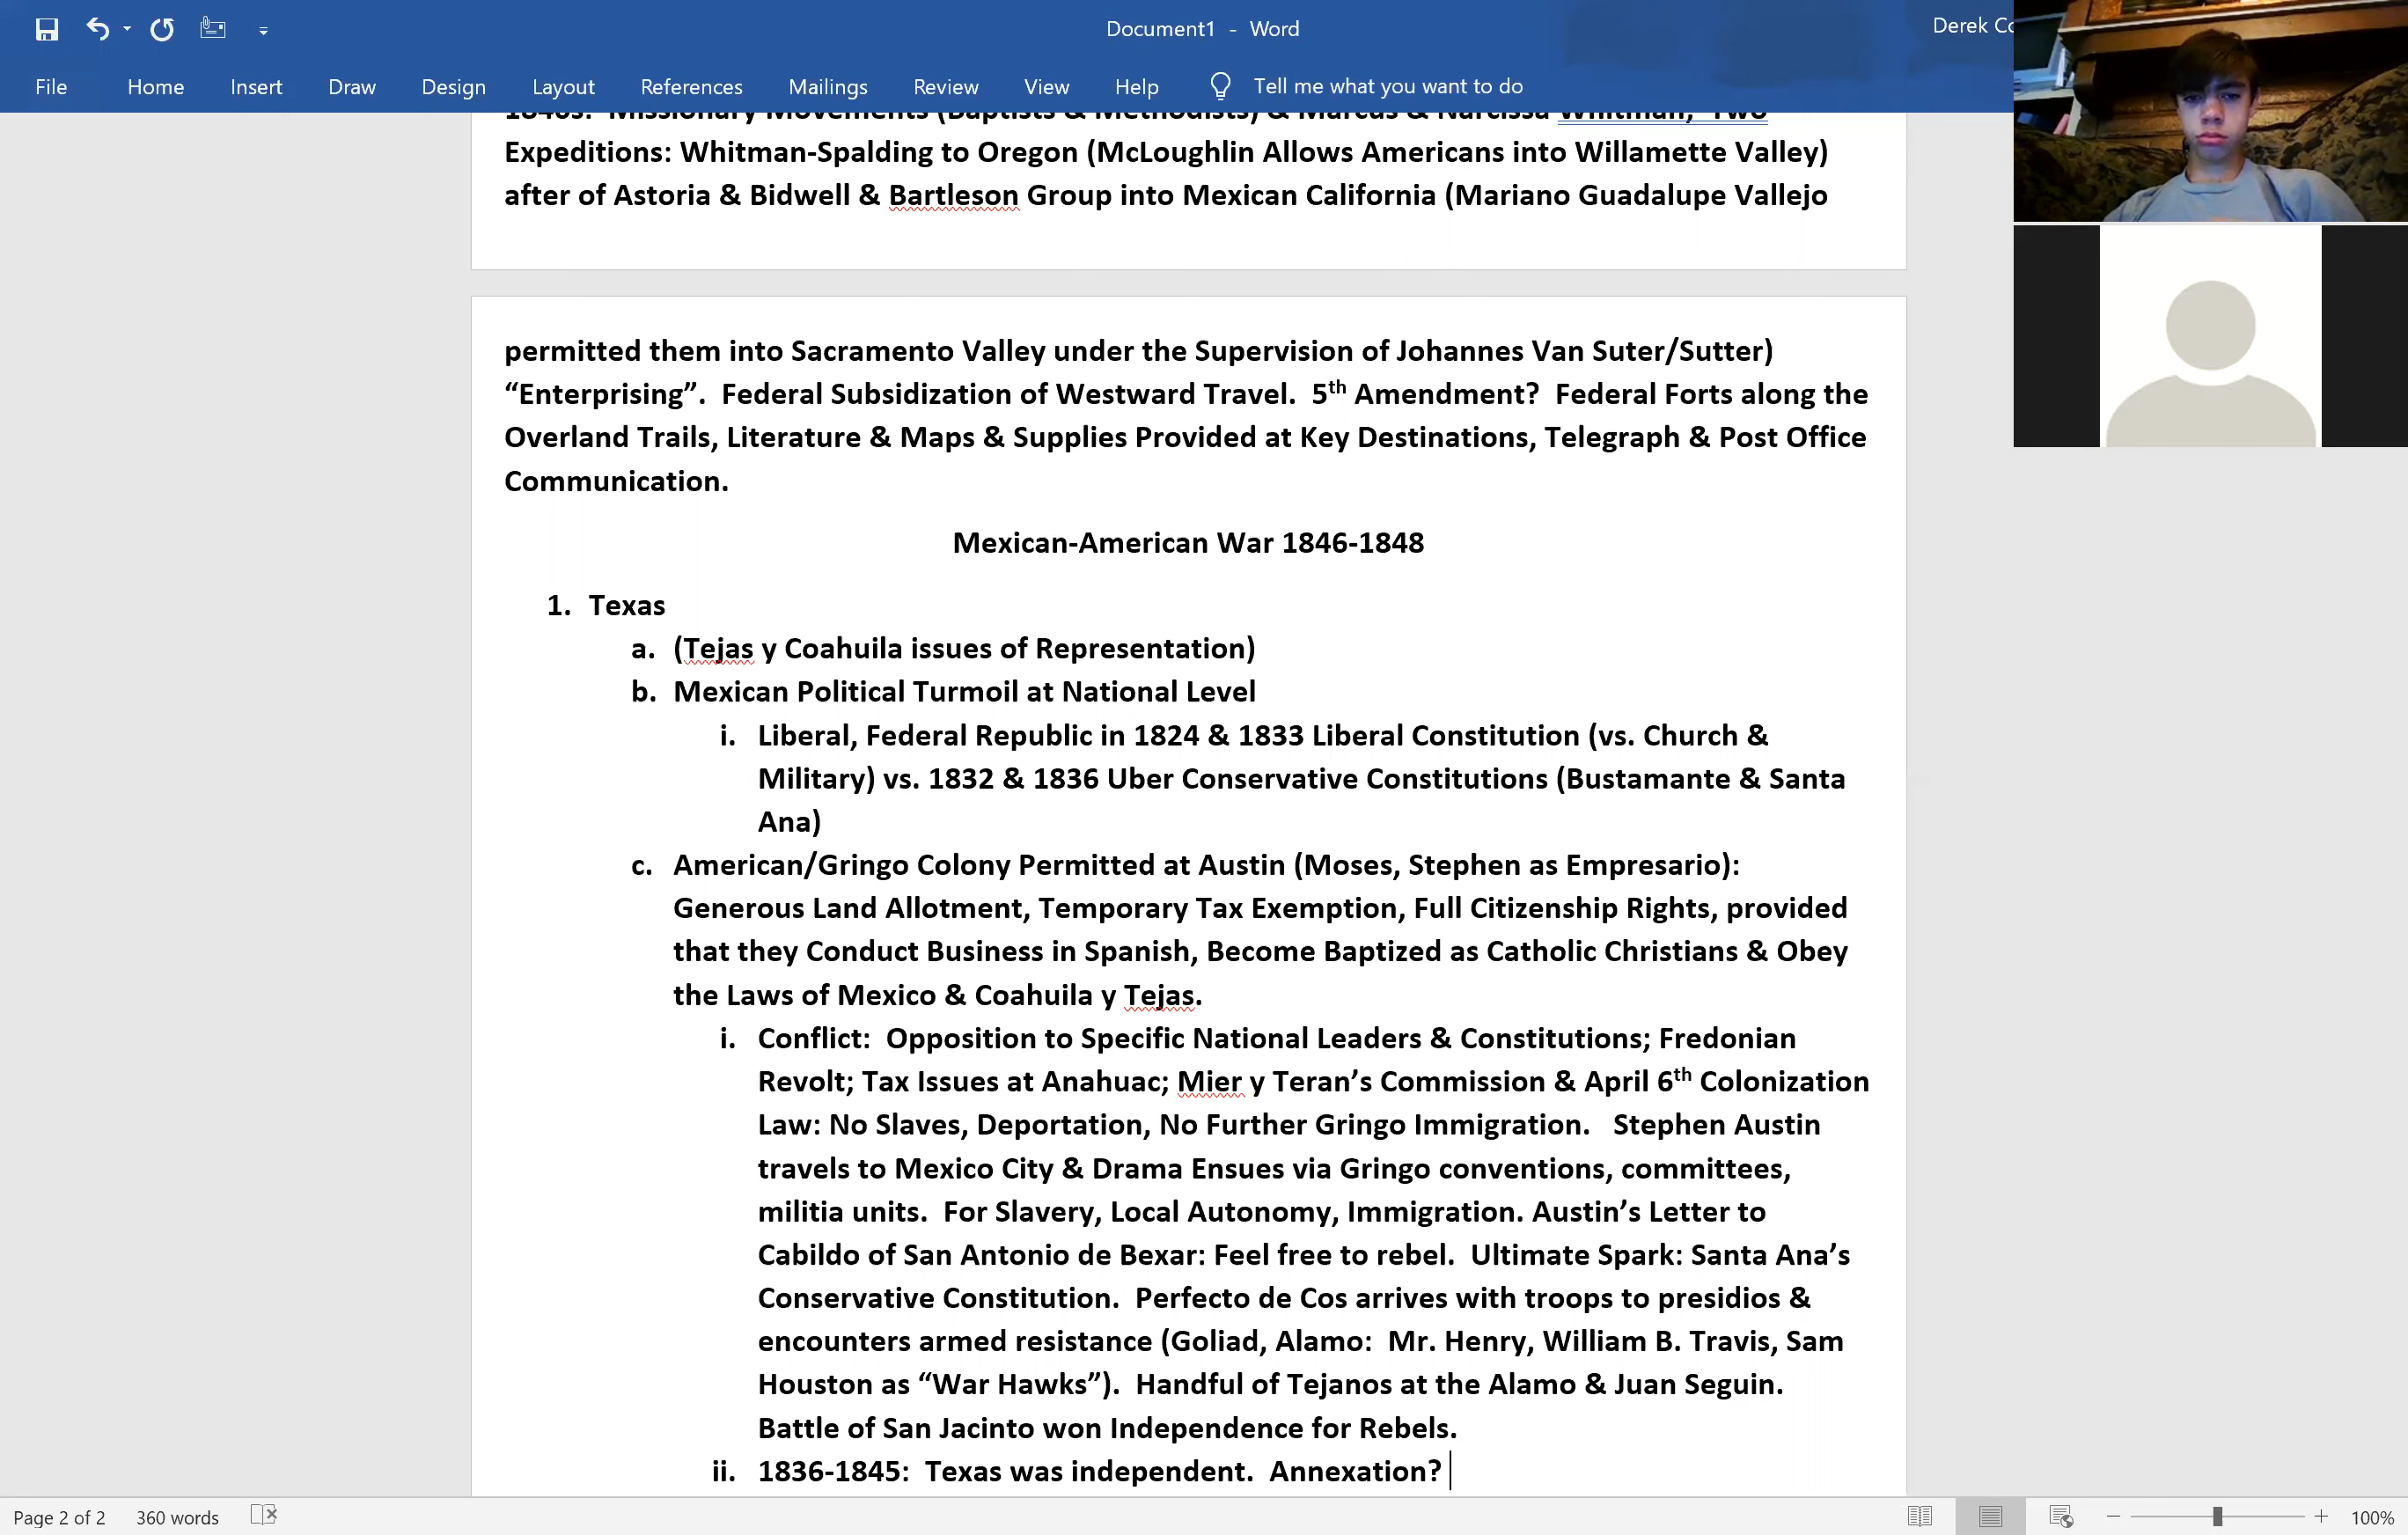 Document1 - Word
Derek Co
File Home Insert Draw Design Layout References Mailings Review View Help Tell me what you want to do
1840s: Missionary Movements (Baptists & Methodists) & Marcus & Narcissa Whitman, Two
Expeditions: Whitman-Spalding to Oregon (McLoughlin Allows Americans into Willamette Valley)
after of Astoria & Bidwell & Bartleson Group into Mexican California (Mariano Guadalupe Vallejo
permitted them into Sacramento Valley under the Supervision of Johannes Van Suter/Sutter)
“Enterprising”. Federal Subsidization of Westward Travel. 5th Amendment? Federal Forts along the
Overland Trails, Literature & Maps & Supplies Provided at Key Destinations, Telegraph & Post Office
Communication.
Mexican-American War 1846-1848
1. Texas
a. (Tejas y Coahuila issues of Representation)
b. Mexican Political Turmoil at National Level
i. Liberal, Federal Republic in 1824 & 1833 Liberal Constitution (vs. Church &
Military) vs. 1832 & 1836 Uber Conservative Constitutions (Bustamante & Santa
Ana)
c. American/Gringo Colony Permitted at Austin (Moses, Stephen as Empresario):
Generous Land Allotment, Temporary Tax Exemption, Full Citizenship Rights, provided
that they Conduct Business in Spanish, Become Baptized as Catholic Christians & Obey
the Laws of Mexico & Coahuila y Tejas.
i. Conflict: Opposition to Specific National Leaders & Constitutions; Fredonian
Revolt; Tax Issues at Anahuac; Mier y Teran’s Commission & April 6th Colonization
Law: No Slaves, Deportation, No Further Gringo Immigration. Stephen Austin
travels to Mexico City & Drama Ensues via Gringo conventions, committees,
militia units. For Slavery, Local Autonomy, Immigration. Austin’s Letter to
Cabildo of San Antonio de Bexar: Feel free to rebel. Ultimate Spark: Santa Ana’s
Conservative Constitution. Perfecto de Cos arrives with troops to presidios &
encounters armed resistance (Goliad, Alamo: Mr. Henry, William B. Travis, Sam
Houston as “War Hawks”). Handful of Tejanos at the Alamo & Juan Seguin.
Battle of San Jacinto won Independence for Rebels.
ii. 1836-1845: Texas was independent. Annexation?
Page 2 of 2 360 words 100%